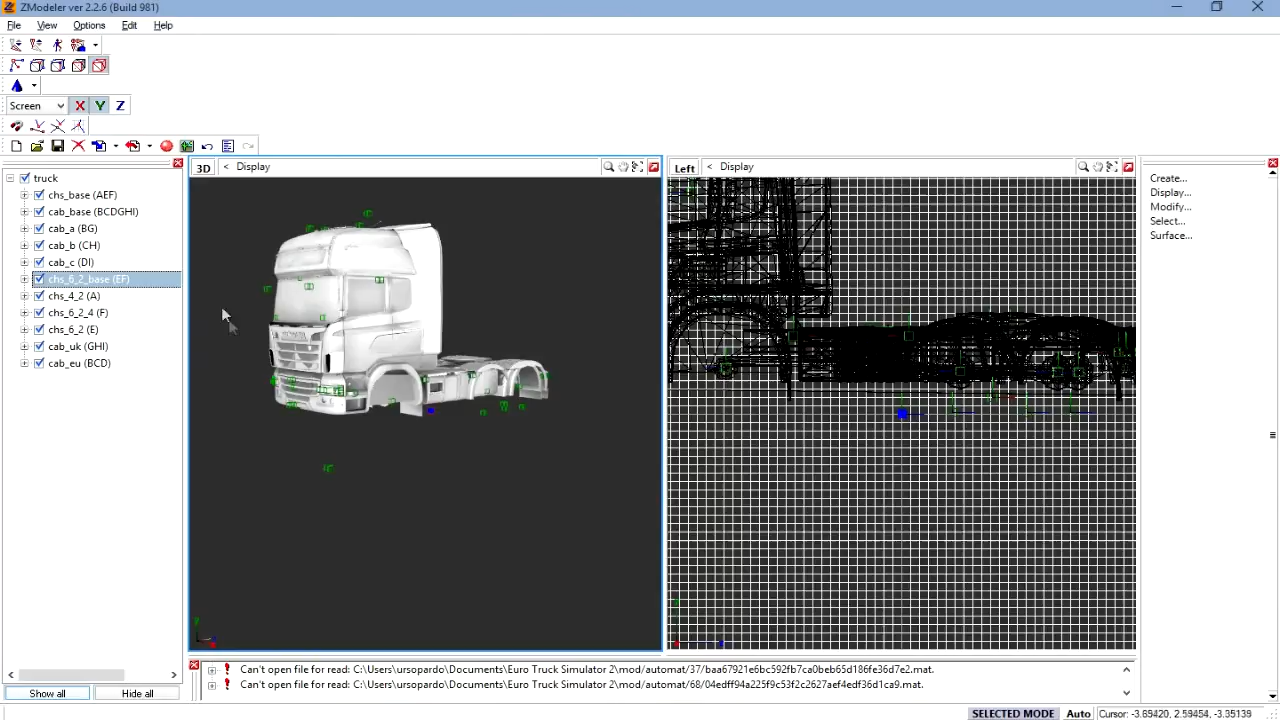 ZModeler ver 2.2.6 (Build 981)
File View Options Edit Help
Screen X Y Z
3D < Display
Left < Display
truck
chs_base (AEF)
cab_base (BCDGHI)
cab_a (BG)
cab_b (CH)
cab_c (DI)
chs_6_2_base (EF)
chs_4_2 (A)
chs_6_2_4 (F)
chs_6_2 (E)
cab_uk (GHI)
cab_eu (BCD)
Show all Hide all
Create...
Display...
Modify...
Select...
Surface...
Can't open file for read: C:\Users\ursopardo\Documents\Euro Truck Simulator 2\mod/automat/37/baa67921e6bc592fb7ca0beb65d186fe36d7e2.mat.
Can't open file for read: C:\Users\ursopardo\Documents\Euro Truck Simulator 2\mod/automat/68/04edff94a225f9c53f2c2627aef4edf36d1ca9.mat.
SELECTED MODE Auto Cursor: -3.69420, 2.59454, -3.35139